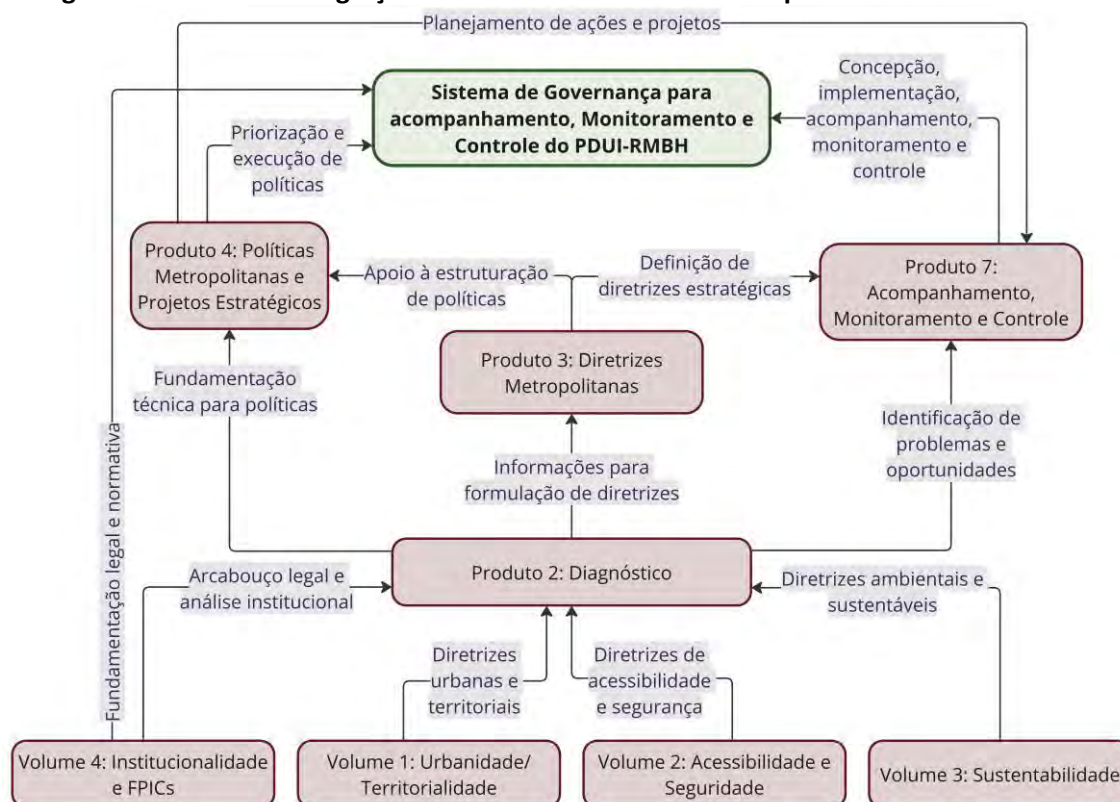 Planejamento de ações e projetos
Sistema de Governança para
acompanhamento, Monitoramento e
Controle do PDUI-RMBH
Concepção,
implementação,
acompanhamento,
monitoramento e
controle
Priorização e
execução de
políticas
Produto 4: Políticas
Metropolitanas e
Projetos Estratégicos
Apoio à estruturação
de políticas
Definição de
diretrizes estratégicas
Produto 7:
Acompanhamento,
Monitoramento e Controle
Produto 3: Diretrizes
Metropolitanas
Fundamentação
técnica para políticas
Identificação de
problemas e
oportunidades
Informações para
formulação de diretrizes
Fundamentação legal e normativa
Produto 2: Diagnóstico
Arcabouço legal e
análise institucional
Diretrizes ambientais e
sustentáveis
Diretrizes
urbanas e
territoriais
Diretrizes de
acessibilidade
e segurança
Volume 4: Institucionalidade
e FPICs
Volume 1: Urbanidade/
Territorialidade
Volume 2: Acessibilidade e
Seguridade
Volume 3: Sustentabilidade